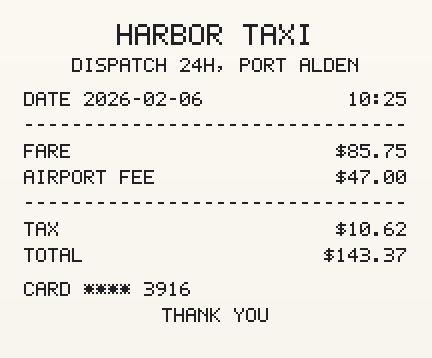 HARBOR TAXI
DISPATCH 24H, PORT ALDEN
DATE 2026-02-06 10:25
--------------------------------
FARE $85.75
AIRPORT FEE $47.00
--------------------------------
TAX $10.62
TOTAL $143.37
CARD **** 3916
THANK YOU